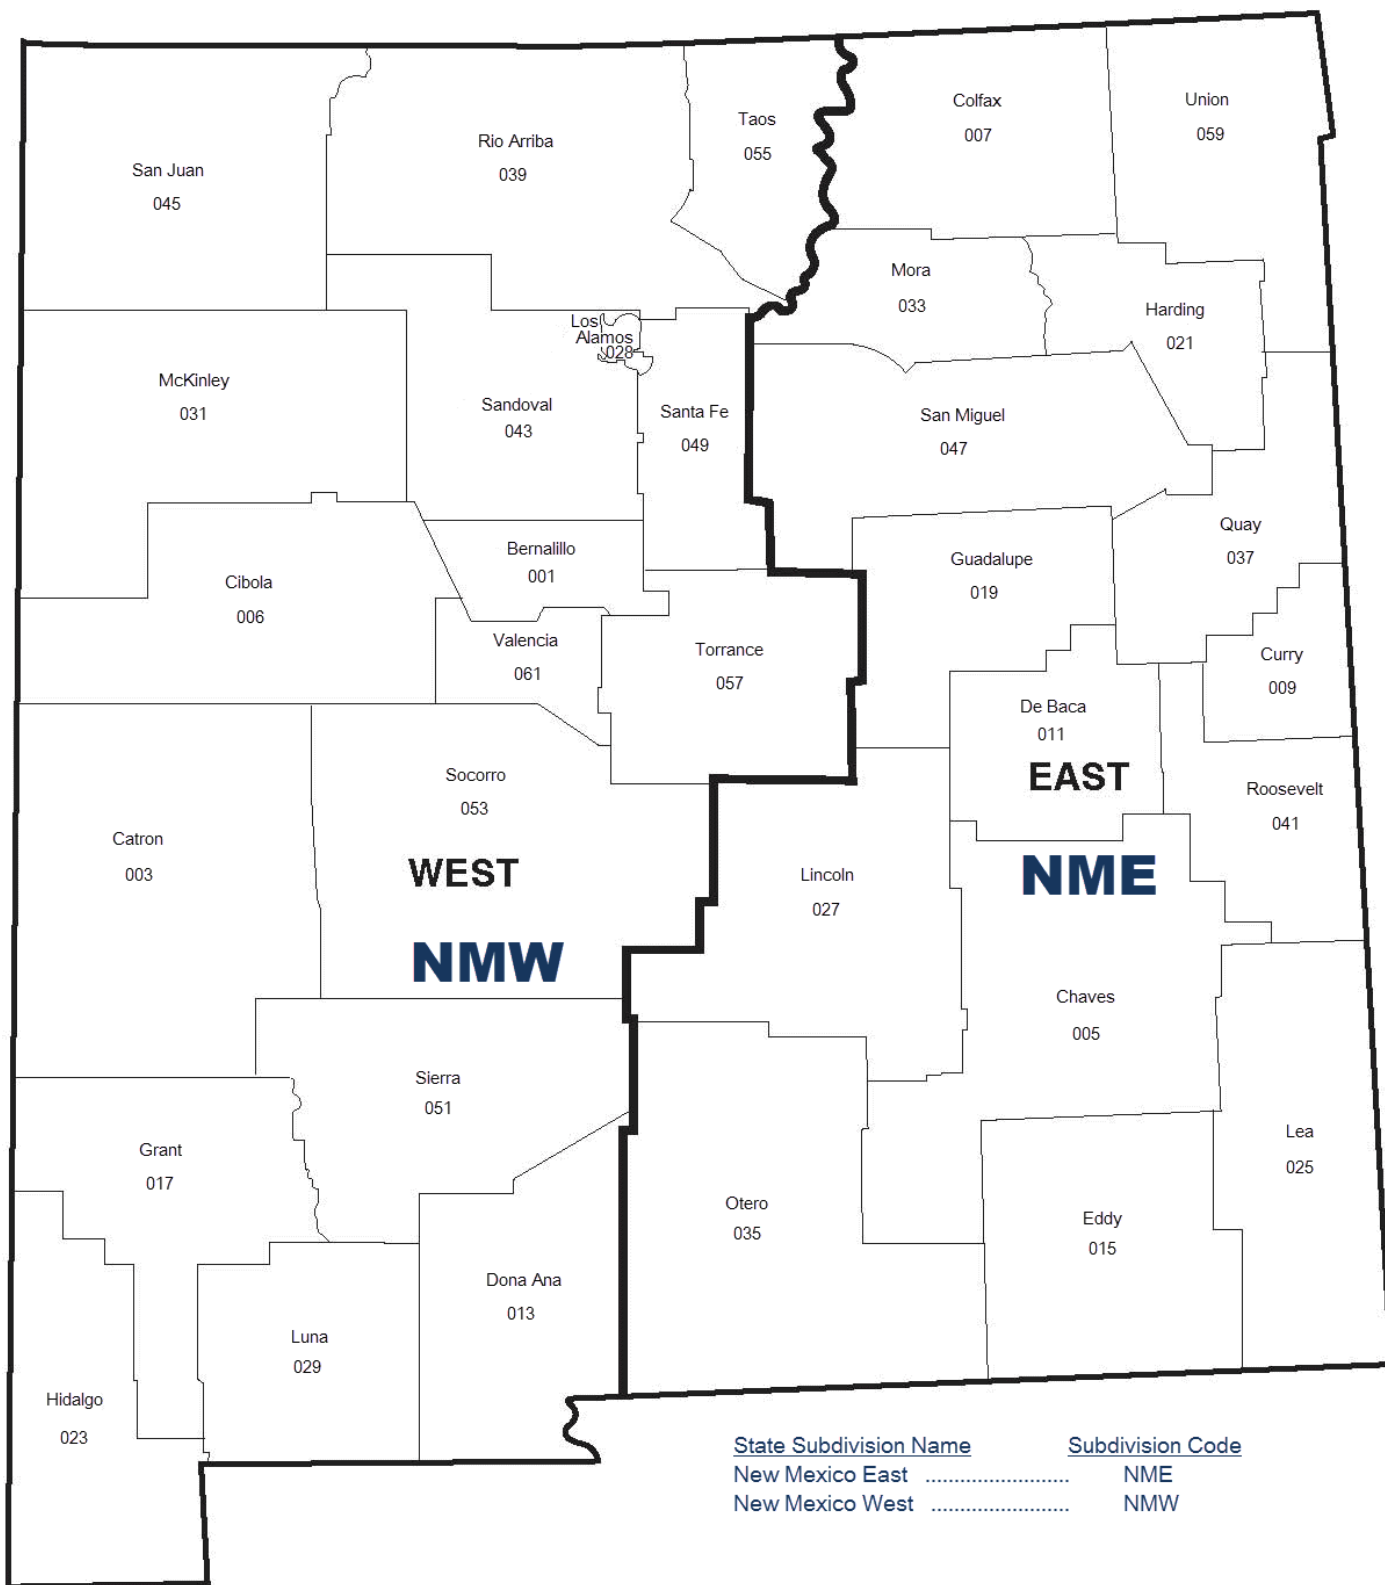 Colfax
007
Union
059
Taos
055
Rio Arriba
039
San Juan
045
Mora
033
Harding
021
Los
Alamos
028
McKinley
031
Sandoval
043
Santa Fe
049
San Miguel
047
Quay
037
Bernalillo
001
Guadalupe
019
Cibola
006
Valencia
061
Torrance
057
Curry
009
De Baca
011
EAST
Socorro
053
Roosevelt
041
Catron
003
WEST
Lincoln
027
NME
NMW
Chaves
005
Sierra
051
Grant
017
Lea
025
Otero
035
Eddy
015
Dona Ana
013
Luna
029
Hidalgo
023
State Subdivision Name Subdivision Code
New Mexico East ......................... NME
New Mexico West ........................ NMW